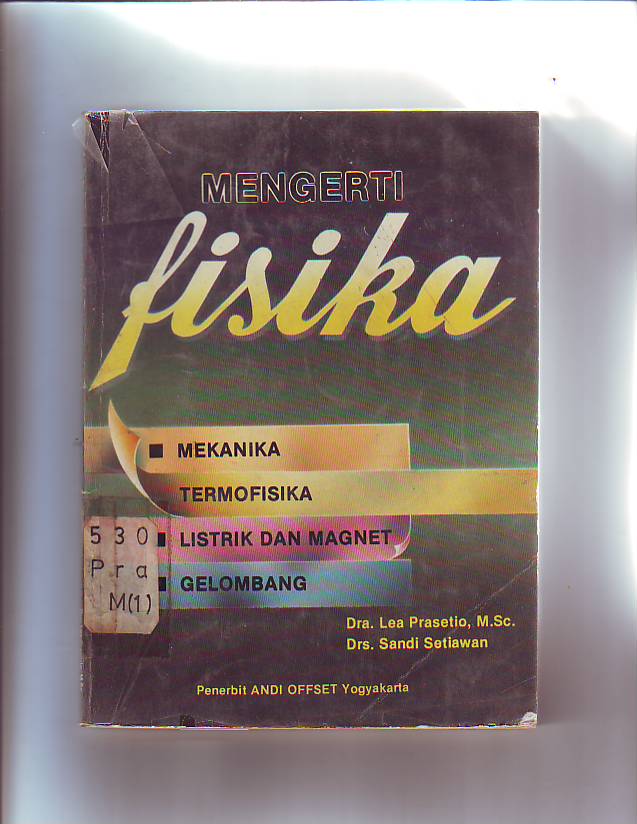 MENGERTI
fisika
MEKANIKA
TERMOFISIKA
LISTRIK DAN MAGNET
GELOMBANG
530
Pra
M(1)
Dra. Lea Prasetio, M.Sc.
Drs. Sandi Setiawan
Penerbit ANDI OFFSET Yogyakarta